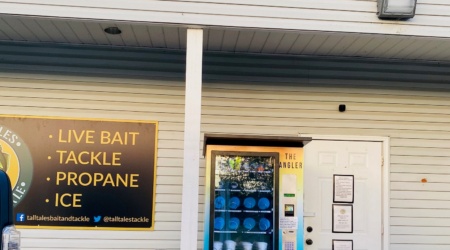 · LIVE BAIT
· TACKLE
· PROPANE
· ICE
talltalesbaitandtackle talltalestackle
THE
ANGLER